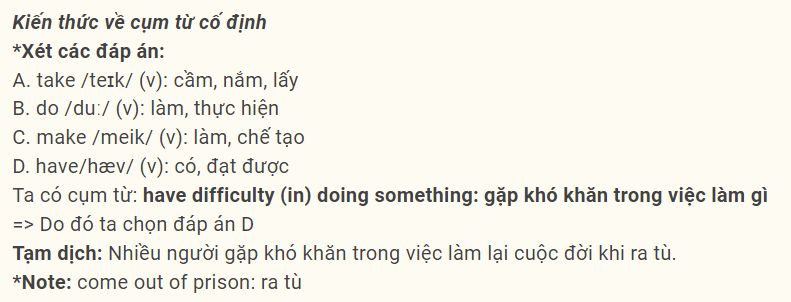 Kiến thức về cụm từ cố định
*Xét các đáp án:
A. take /teɪk/ (v): cầm, nắm, lấy
B. do /duː/ (v): làm, thực hiện
C. make /meik/ (v): làm, chế tạo
D. have/hæv/ (v): có, đạt được
Ta có cụm từ: have difficulty (in) doing something: gặp khó khăn trong việc làm gì
=> Do đó ta chọn đáp án D
Tạm dịch: Nhiều người gặp khó khăn trong việc làm lại cuộc đời khi ra tù.
*Note: come out of prison: ra tù